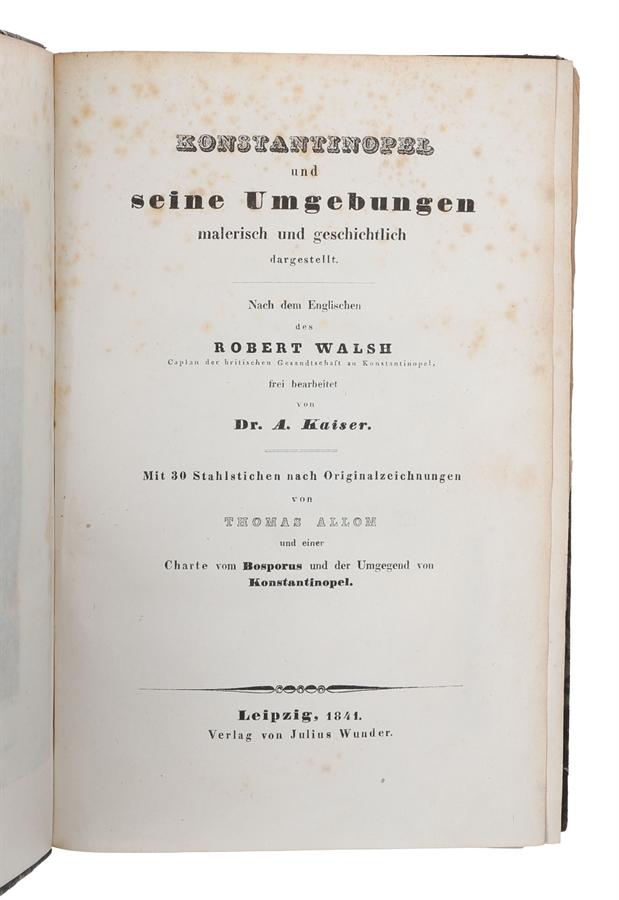 KONSTANTINOPEL
und
seine Umgebungen
malerisch und geschichtlich
dargestellt.
Nach dem Englischen
des
ROBERT WALSH
Caplan der britischen Gesandtschaft zu Konstantinopel,
frei bearbeitet
von
Dr. A. Kaiser.
Mit 30 Stahlstichen nach Originalzeichnungen
von
THOMAS ALLOM
und einer
Charte vom Bosporus und der Umgegend von
Konstantinopel.
Leipzig, 1841.
Verlag von Julius Wunder.